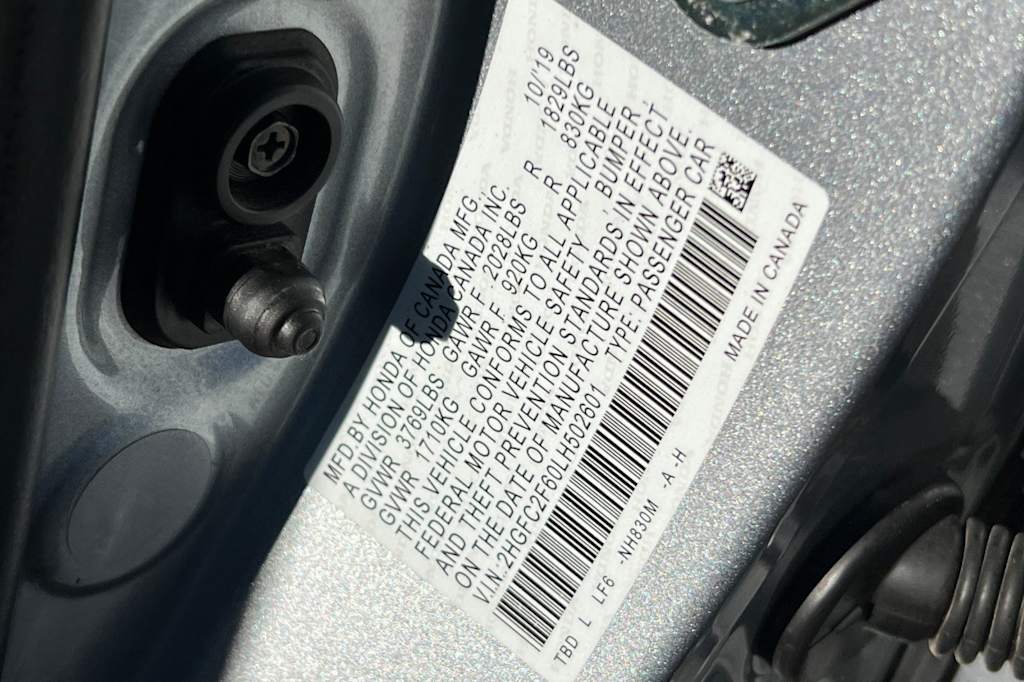 MFD.BY HONDA OF CANADA MFG. 10/'19
A DIVISION OF HONDA CANADA INC.
GVWR 3769LBS GAWR F 2028LBS R 1829LBS
GVWR 1710KG GAWR F 920KG R 830KG
THIS VEHICLE CONFORMS TO ALL APPLICABLE
FEDERAL MOTOR VEHICLE SAFETY, BUMPER,
AND THEFT PREVENTION STANDARDS IN EFFECT
ON THE DATE OF MANUFACTURE SHOWN ABOVE.
V.I.N: 2HGFC2F60LH502601 TYPE: PASSENGER CAR
TBD L LF6 -NH830M -A -H MADE IN CANADA